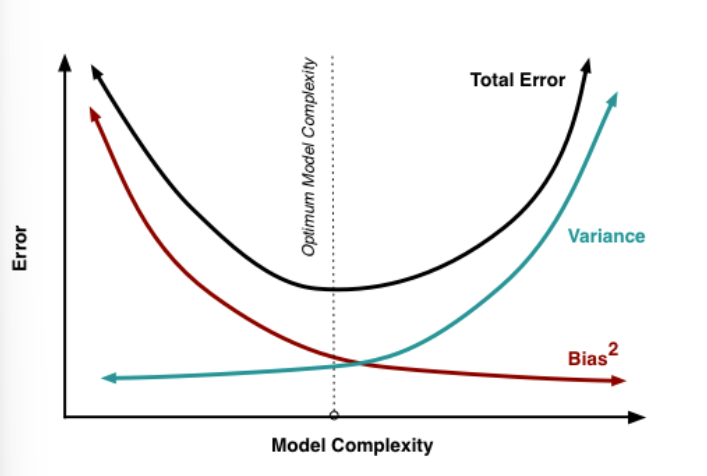 Total Error
Optimum Model Complexity
Variance
Error
Bias²
Model Complexity